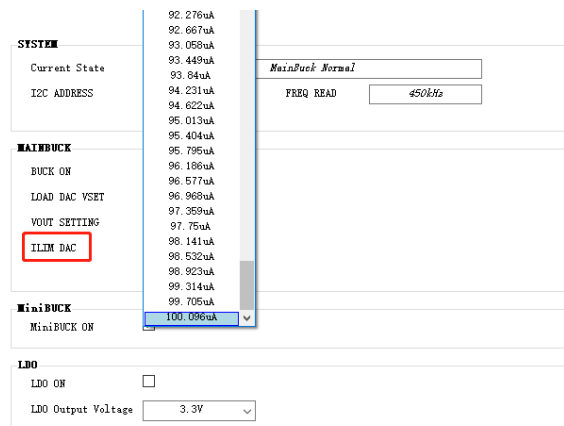 92.276uA
92.667uA
SYSTEM
93.058uA
93.449uA
Current State
MainBuck Normal
93.84uA
94.231uA
I2C ADDRESS
FREQ READ
450kHz
94.622uA
95.013uA
95.404uA
MAINBUCK
95.795uA
96.186uA
BUCK ON
96.577uA
LOAD DAC VSET
96.968uA
97.359uA
VOUT SETTING
97.75uA
98.141uA
ILIM DAC
98.532uA
98.923uA
99.314uA
99.705uA
MiniBUCK
100.096uA
MiniBUCK ON
LDO
LDO ON
LDO Output Voltage
3.3V